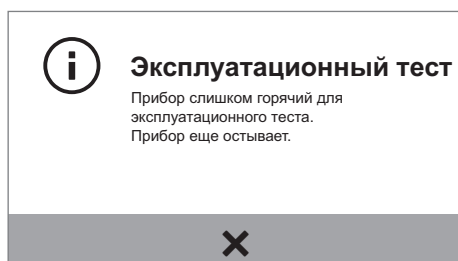 Эксплуатационный тест
Прибор слишком горячий для
эксплуатационного теста.
Прибор еще остывает.